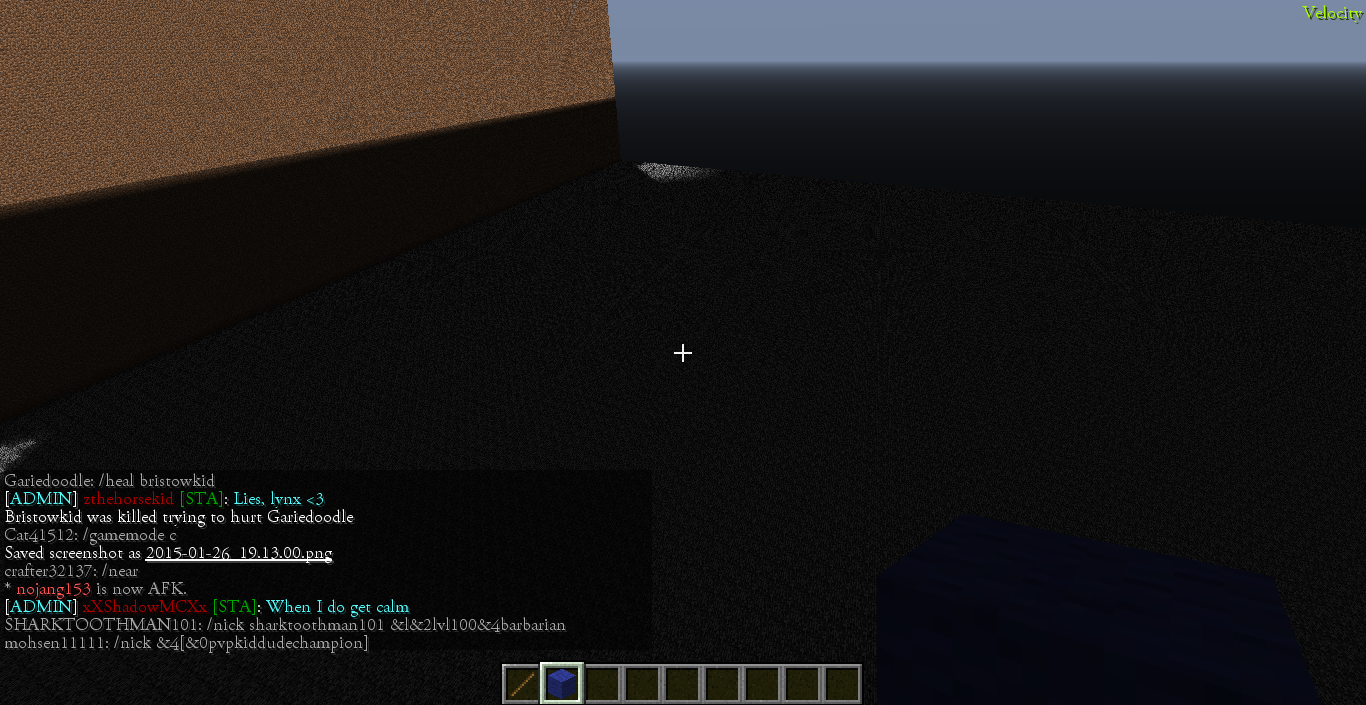 Velocity
Gariedoodle: /heal bristowkid
[ADMIN] zthehorsekid [STA]: Lies, lynx <3
Bristowkid was killed trying to hurt Gariedoodle
Cat41512: /gamemode c
Saved screenshot as 2015-01-26_19.13.00.png
crafter32137: /near
* nojang153 is now AFK.
[ADMIN] xXShadowMCXx [STA]: When I do get calm
SHARKTOOTHMAN101: /nick sharktoothman101 &l&2lvl100&4barbarian
mohsen11111: /nick &4[&0pvpkiddudechampion]